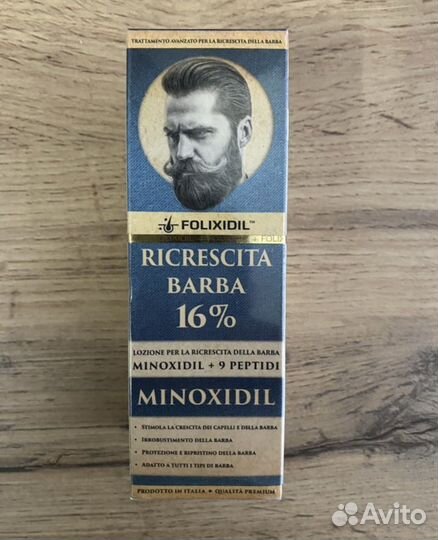 TRATTAMENTO AVANZATO PER LA RICRESCITA DELLA BARBA
FOLIXIDIL™
+ FOLIX
RICRESCITA
BARBA
16%
LOZIONE PER LA RICRESCITA DELLA BARBA
MINOXIDIL + 9 PEPTIDI
MINOXIDIL
• STIMOLA LA CRESCITA DEI CAPELLI E DELLA BARBA
• IRROBUSTIMENTO DELLA BARBA
• PROTEZIONE E RIPRISTINO DELLA BARBA
• ADATTO A TUTTI I TIPI DI BARBA
PRODOTTO IN ITALIA • QUALITÀ PREMIUM
Avito